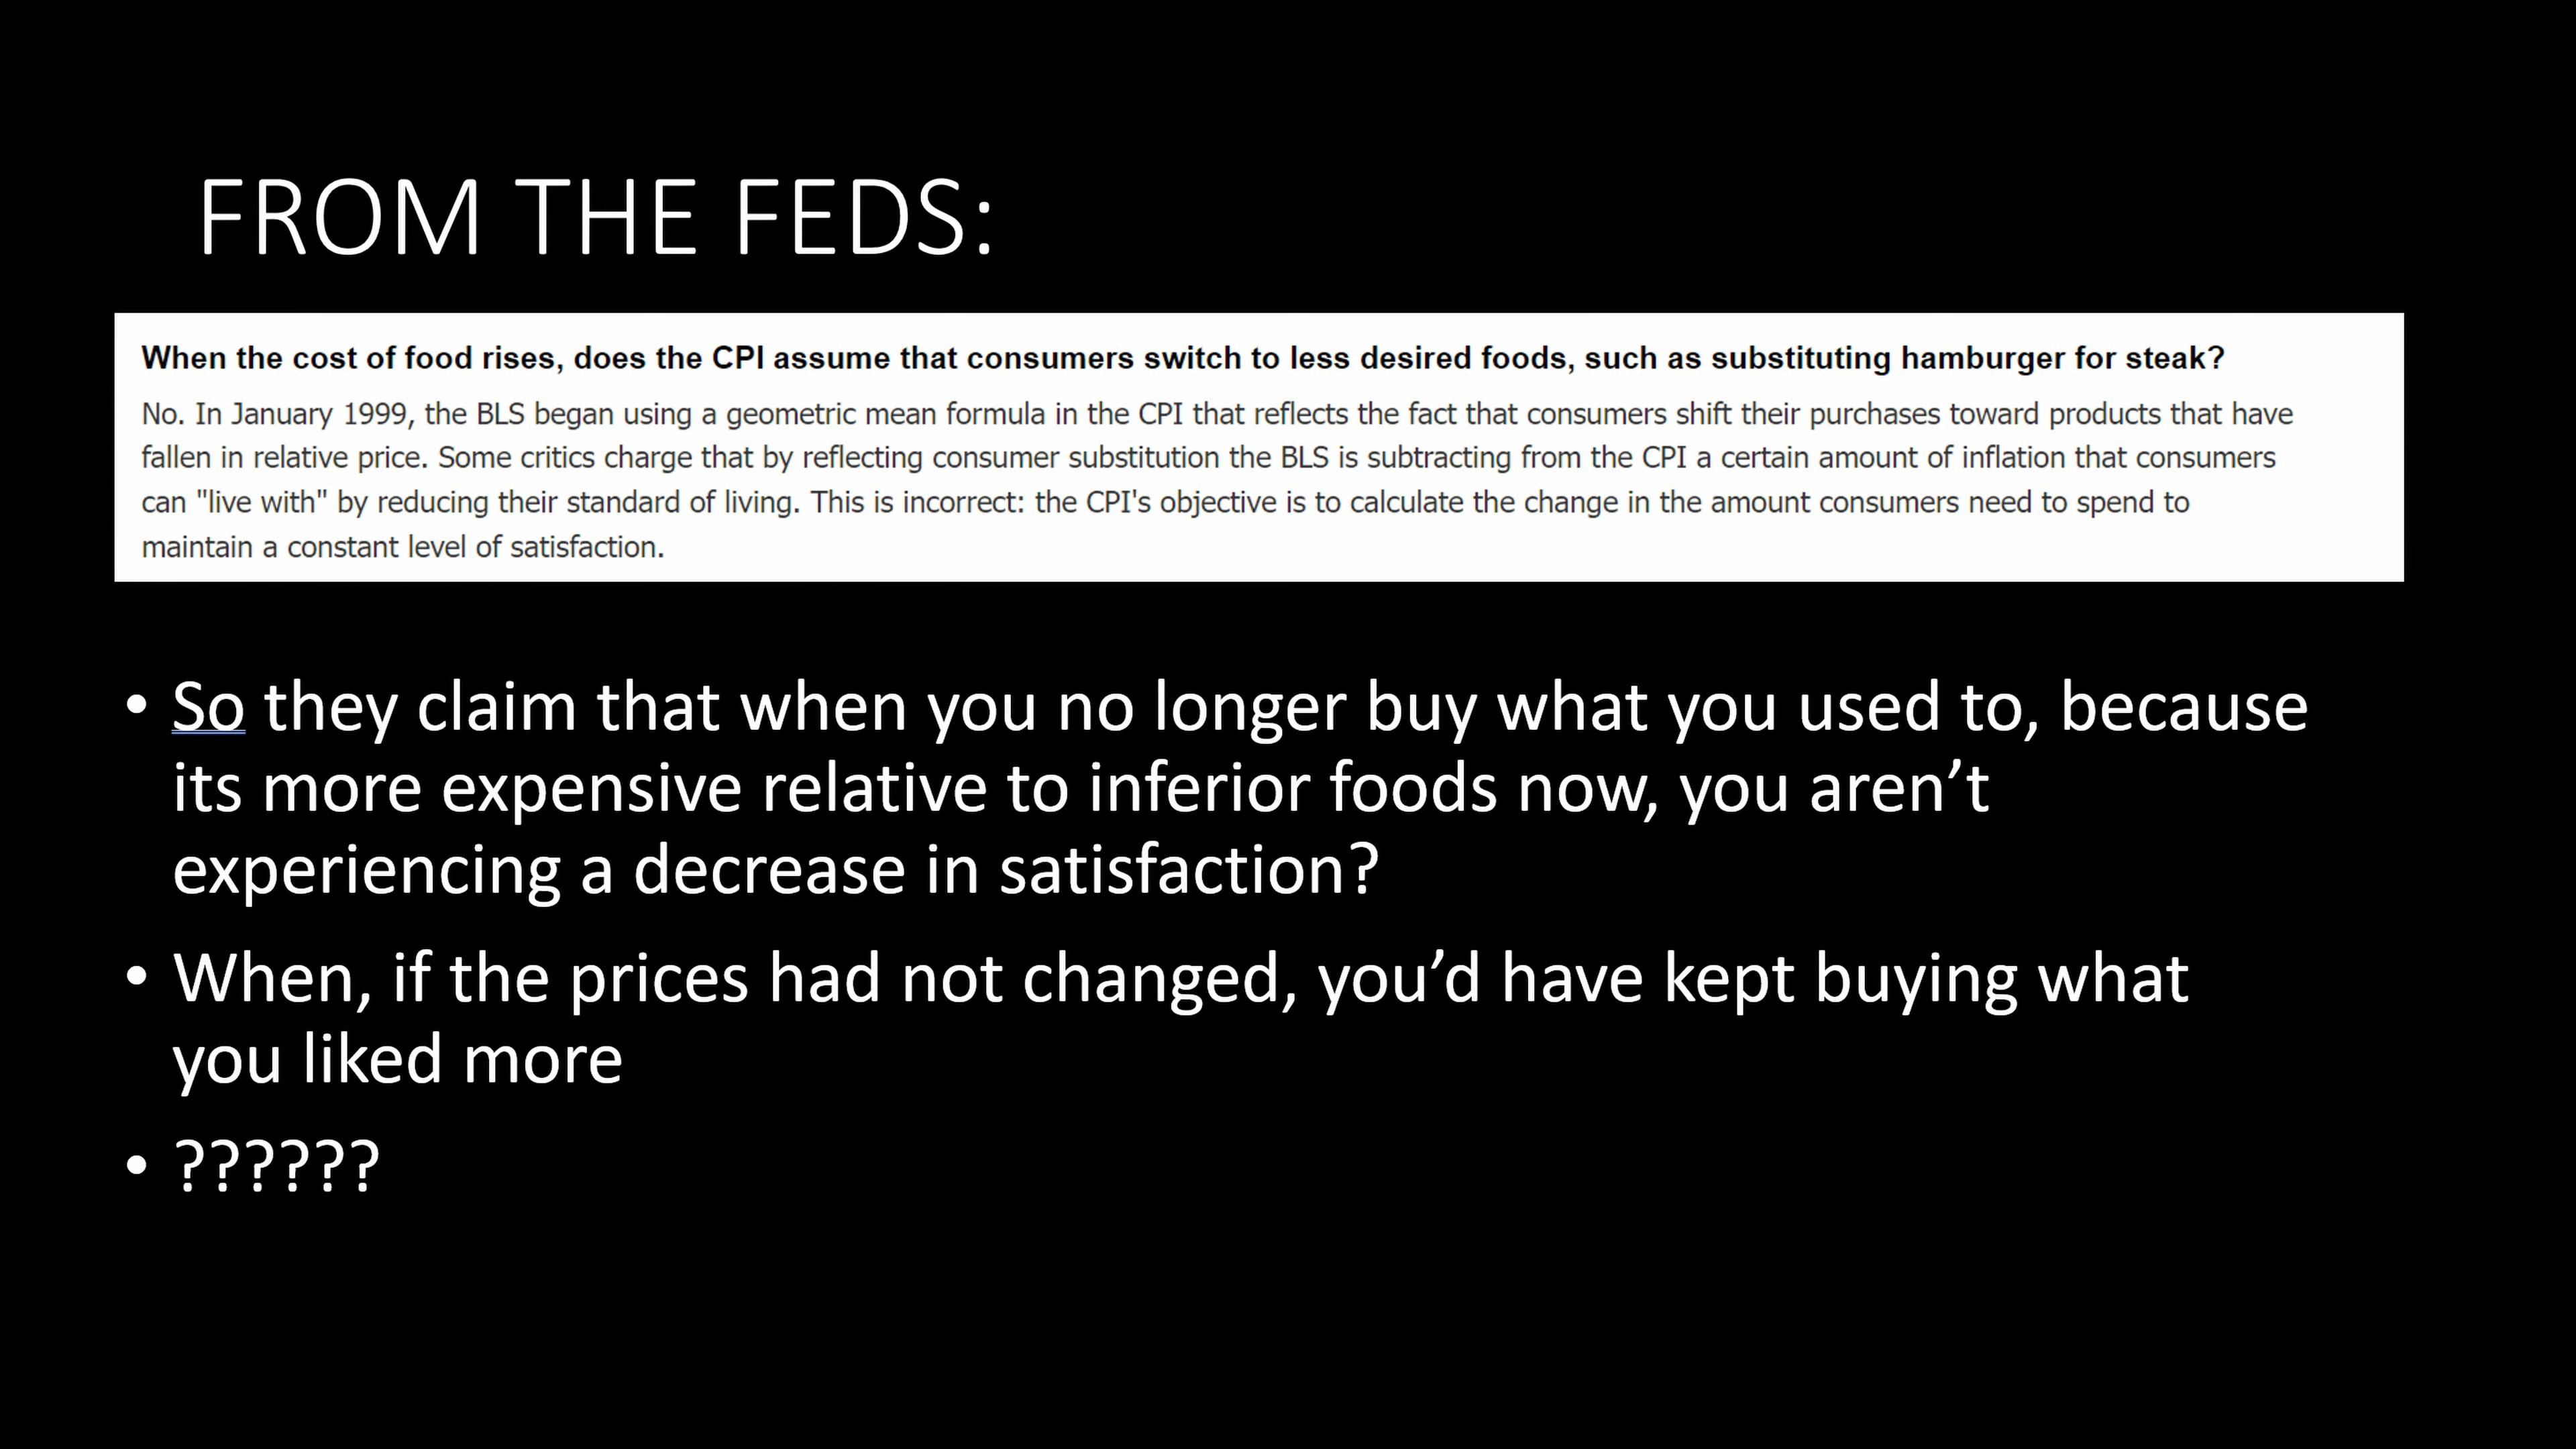 FROM THE FEDS:
When the cost of food rises, does the CPI assume that consumers switch to less desired foods, such as substituting hamburger for steak?
No. In January 1999, the BLS began using a geometric mean formula in the CPI that reflects the fact that consumers shift their purchases toward products that have
fallen in relative price. Some critics charge that by reflecting consumer substitution the BLS is subtracting from the CPI a certain amount of inflation that consumers
can "live with" by reducing their standard of living. This is incorrect: the CPI's objective is to calculate the change in the amount consumers need to spend to
maintain a constant level of satisfaction.
• So they claim that when you no longer buy what you used to, because
its more expensive relative to inferior foods now, you aren’t
experiencing a decrease in satisfaction?
• When, if the prices had not changed, you’d have kept buying what
you liked more
• ??????